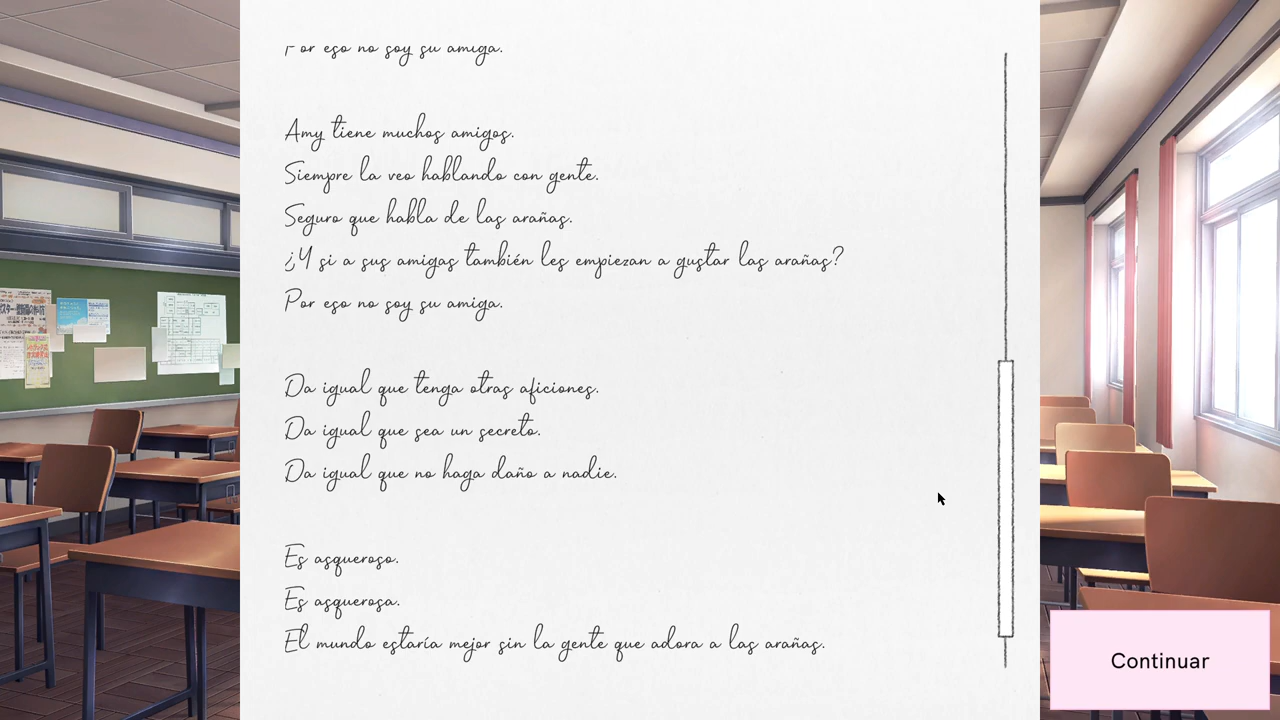 Por eso no soy su amiga.
Amy tiene muchos amigos.
Siempre la veo hablando con gente.
Seguro que habla de las arañas.
¿Y si a sus amigas también les empiezan a gustar las arañas?
Por eso no soy su amiga.
Da igual que tenga otras aficiones.
Da igual que sea un secreto.
Da igual que no haga daño a nadie.
Es asqueroso.
Es asquerosa.
El mundo estaría mejor sin la gente que adora a las arañas.
Continuar